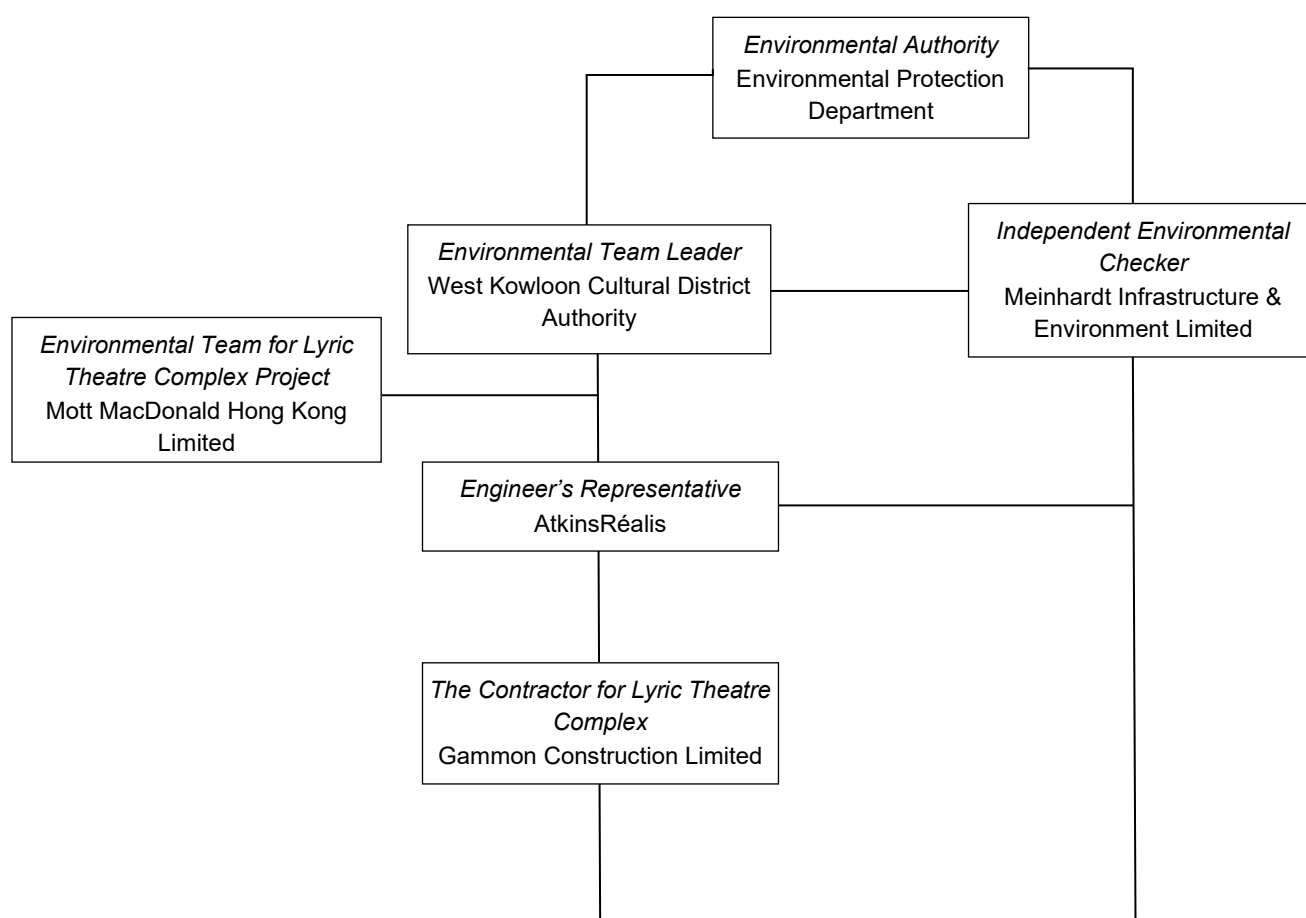 Environmental Authority
Environmental Protection
Department
Environmental Team Leader
West Kowloon Cultural District
Authority
Independent Environmental
Checker
Meinhardt Infrastructure &
Environment Limited
Environmental Team for Lyric
Theatre Complex Project
Mott MacDonald Hong Kong
Limited
Engineer’s Representative
AtkinsRéalis
The Contractor for Lyric Theatre
Complex
Gammon Construction Limited